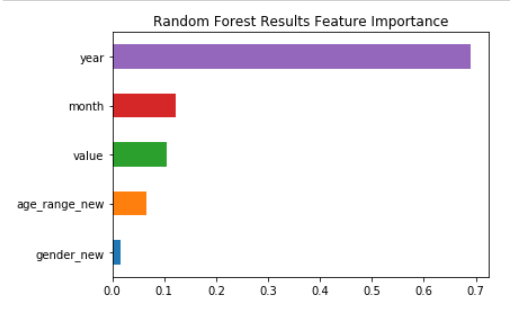 Random Forest Results Feature Importance
year
month
value
age_range_new
gender_new
0.0 0.1 0.2 0.3 0.4 0.5 0.6 0.7